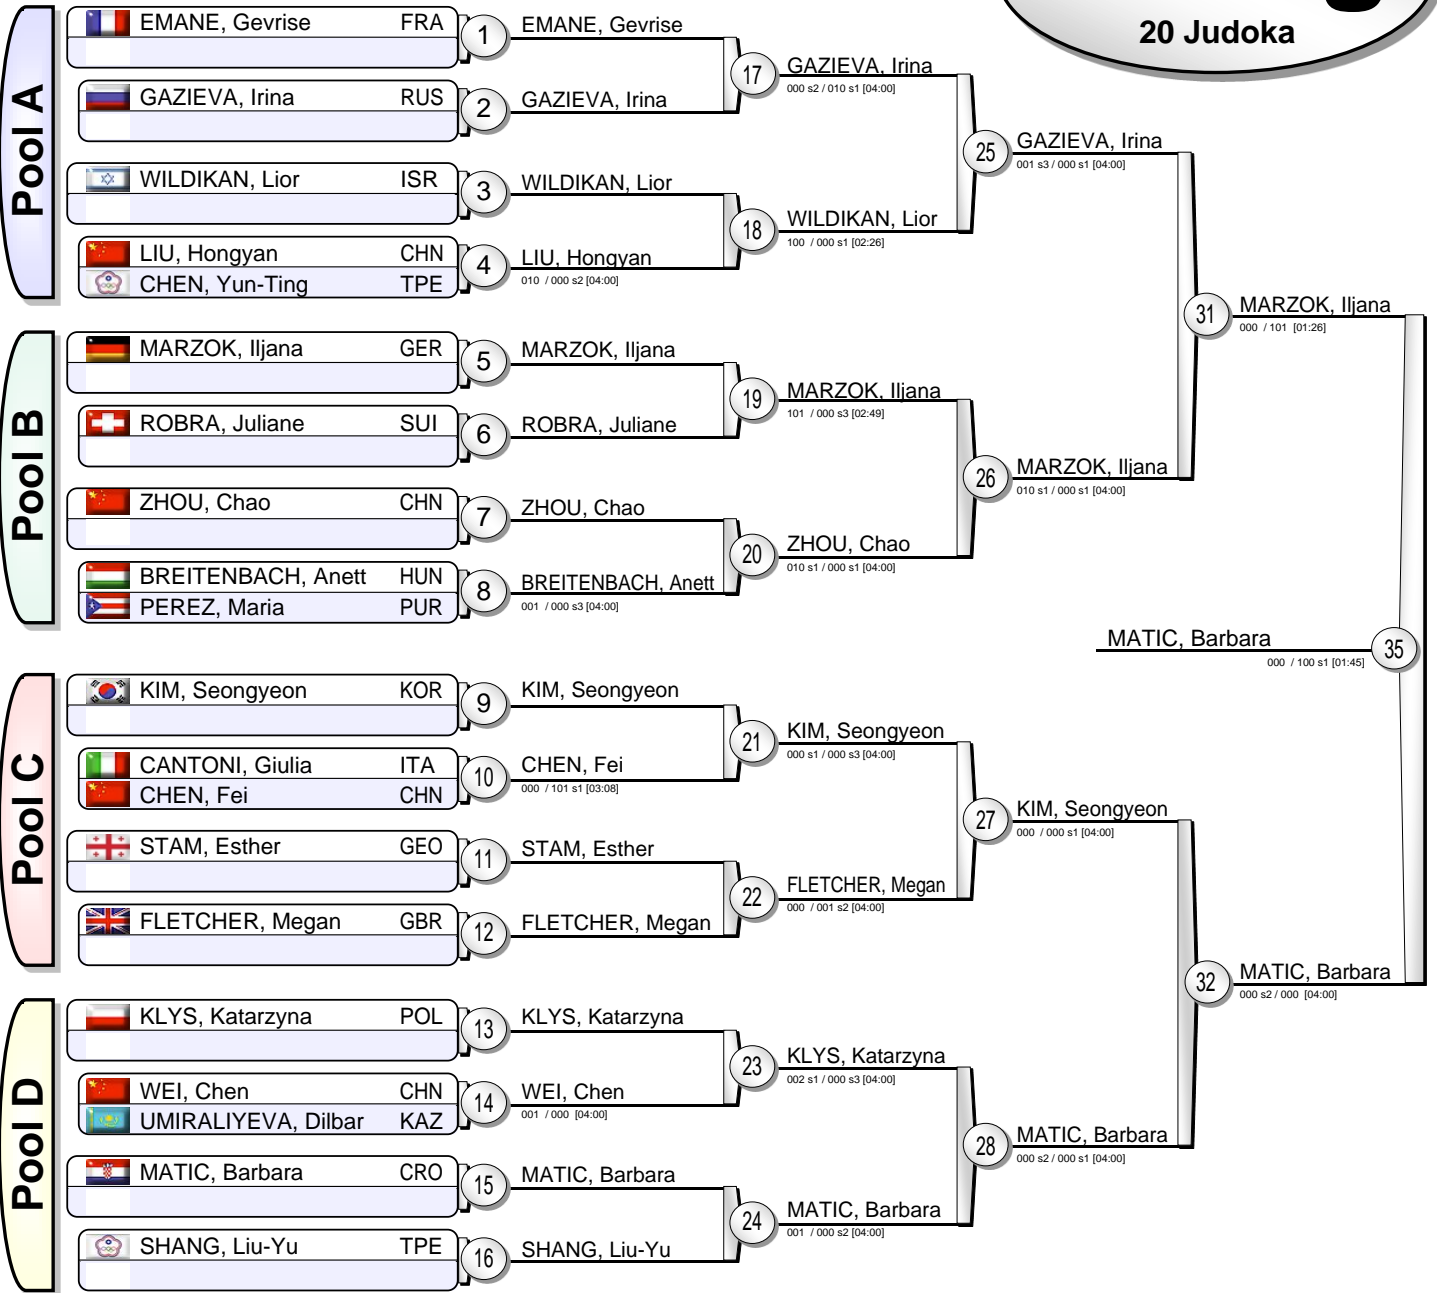 20 Judoka
Pool A
EMANE, Gevrise FRA
1
EMANE, Gevrise
GAZIEVA, Irina RUS
2
GAZIEVA, Irina
17
GAZIEVA, Irina
000 s2 / 010 s1 [04:00]
WILDIKAN, Lior ISR
3
WILDIKAN, Lior
LIU, Hongyan CHN
CHEN, Yun-Ting TPE
4
LIU, Hongyan
010 / 000 s2 [04:00]
18
WILDIKAN, Lior
100 / 000 s1 [02:26]
25
GAZIEVA, Irina
001 s3 / 000 s1 [04:00]
Pool B
MARZOK, Iljana GER
5
MARZOK, Iljana
ROBRA, Juliane SUI
6
ROBRA, Juliane
19
MARZOK, Iljana
101 / 000 s3 [02:49]
ZHOU, Chao CHN
7
ZHOU, Chao
BREITENBACH, Anett HUN
PEREZ, Maria PUR
8
BREITENBACH, Anett
001 / 000 s3 [04:00]
20
ZHOU, Chao
010 s1 / 000 s1 [04:00]
26
MARZOK, Iljana
010 s1 / 000 s1 [04:00]
31
MARZOK, Iljana
000 / 101 [01:26]
Pool C
KIM, Seongyeon KOR
9
KIM, Seongyeon
CANTONI, Giulia ITA
CHEN, Fei CHN
10
CHEN, Fei
000 / 101 s1 [03:08]
21
KIM, Seongyeon
000 s1 / 000 s3 [04:00]
STAM, Esther GEO
11
STAM, Esther
FLETCHER, Megan GBR
12
FLETCHER, Megan
22
FLETCHER, Megan
000 / 001 s2 [04:00]
27
KIM, Seongyeon
000 / 000 s1 [04:00]
Pool D
KLYS, Katarzyna POL
13
KLYS, Katarzyna
WEI, Chen CHN
UMIRALIYEVA, Dilbar KAZ
14
WEI, Chen
001 / 000 [04:00]
23
KLYS, Katarzyna
002 s1 / 000 s3 [04:00]
MATIC, Barbara CRO
15
MATIC, Barbara
SHANG, Liu-Yu TPE
16
SHANG, Liu-Yu
24
MATIC, Barbara
001 / 000 s2 [04:00]
28
MATIC, Barbara
000 s2 / 000 s1 [04:00]
32
MATIC, Barbara
000 s2 / 000 [04:00]
MATIC, Barbara
000 / 100 s1 [01:45]
35